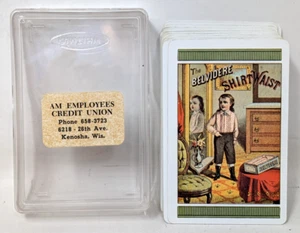 AM EMPLOYEES
CREDIT UNION
Phone 658-3723
6218 - 28th Ave.
Kenosha, Wis.
The
BELVIDERE
SHIRT WAIST